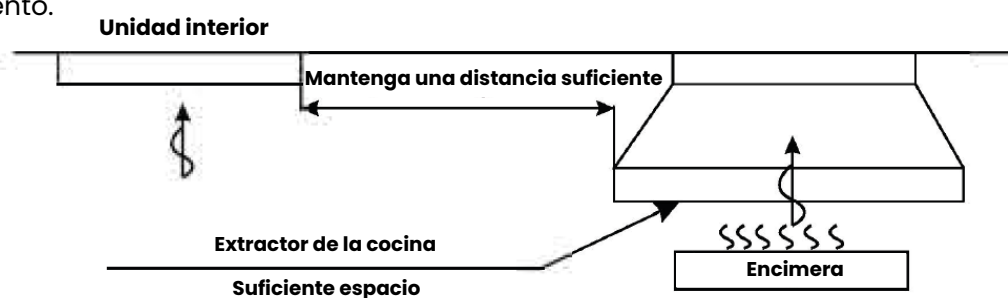 ento.
Unidad interior
Mantenga una distancia suficiente
Extractor de la cocina
Suficiente espacio
Encimera